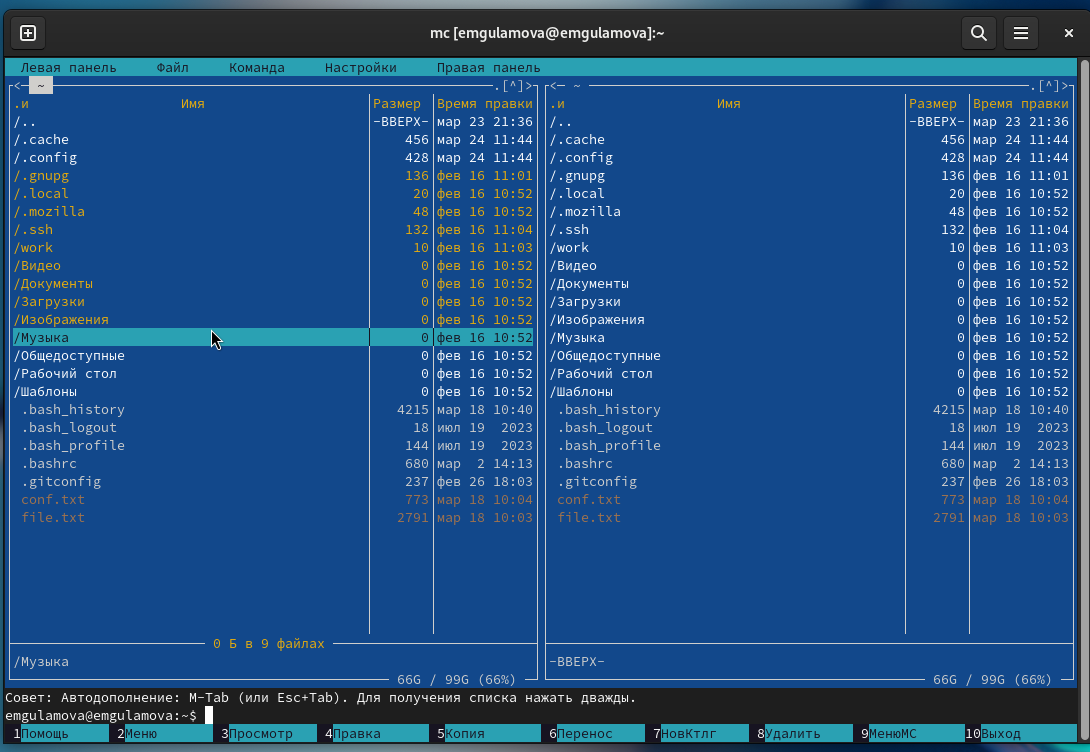 mc [emgulamova@emgulamova]:~
Левая панель Файл Команда Настройки Правая панель
<─ ~ .[^]> <─ ~ .[^]>
.и Имя Размер Время правки .и Имя Размер Время правки
/.. -ВВЕРХ- мар 23 21:36 /.. -ВВЕРХ- мар 23 21:36
/.cache 456 мар 24 11:44 /.cache 456 мар 24 11:44
/.config 428 мар 24 11:44 /.config 428 мар 24 11:44
/.gnupg 136 фев 16 11:01 /.gnupg 136 фев 16 11:01
/.local 20 фев 16 10:52 /.local 20 фев 16 10:52
/.mozilla 48 фев 16 10:52 /.mozilla 48 фев 16 10:52
/.ssh 132 фев 16 11:04 /.ssh 132 фев 16 11:04
/work 10 фев 16 11:03 /work 10 фев 16 11:03
/Видео 0 фев 16 10:52 /Видео 0 фев 16 10:52
/Документы 0 фев 16 10:52 /Документы 0 фев 16 10:52
/Загрузки 0 фев 16 10:52 /Загрузки 0 фев 16 10:52
/Изображения 0 фев 16 10:52 /Изображения 0 фев 16 10:52
/Музыка 0 фев 16 10:52 /Музыка 0 фев 16 10:52
/Общедоступные 0 фев 16 10:52 /Общедоступные 0 фев 16 10:52
/Рабочий стол 0 фев 16 10:52 /Рабочий стол 0 фев 16 10:52
/Шаблоны 0 фев 16 10:52 /Шаблоны 0 фев 16 10:52
.bash_history 4215 мар 18 10:40 .bash_history 4215 мар 18 10:40
.bash_logout 18 июл 19 2023 .bash_logout 18 июл 19 2023
.bash_profile 144 июл 19 2023 .bash_profile 144 июл 19 2023
.bashrc 680 мар 2 14:13 .bashrc 680 мар 2 14:13
.gitconfig 237 фев 26 18:03 .gitconfig 237 фев 26 18:03
conf.txt 773 мар 18 10:04 conf.txt 773 мар 18 10:04
file.txt 2791 мар 18 10:03 file.txt 2791 мар 18 10:03
0 Б в 9 файлах
/Музыка -ВВЕРХ-
66G / 99G (66%) 66G / 99G (66%)
Совет: Автодополнение: M-Tab (или Esc+Tab). Для получения списка нажать дважды.
emgulamova@emgulamova:~$
1Помощь 2Меню 3Просмотр 4Правка 5Копия 6Перенос 7НовКтлг 8Удалить 9МенюMC 10Выход